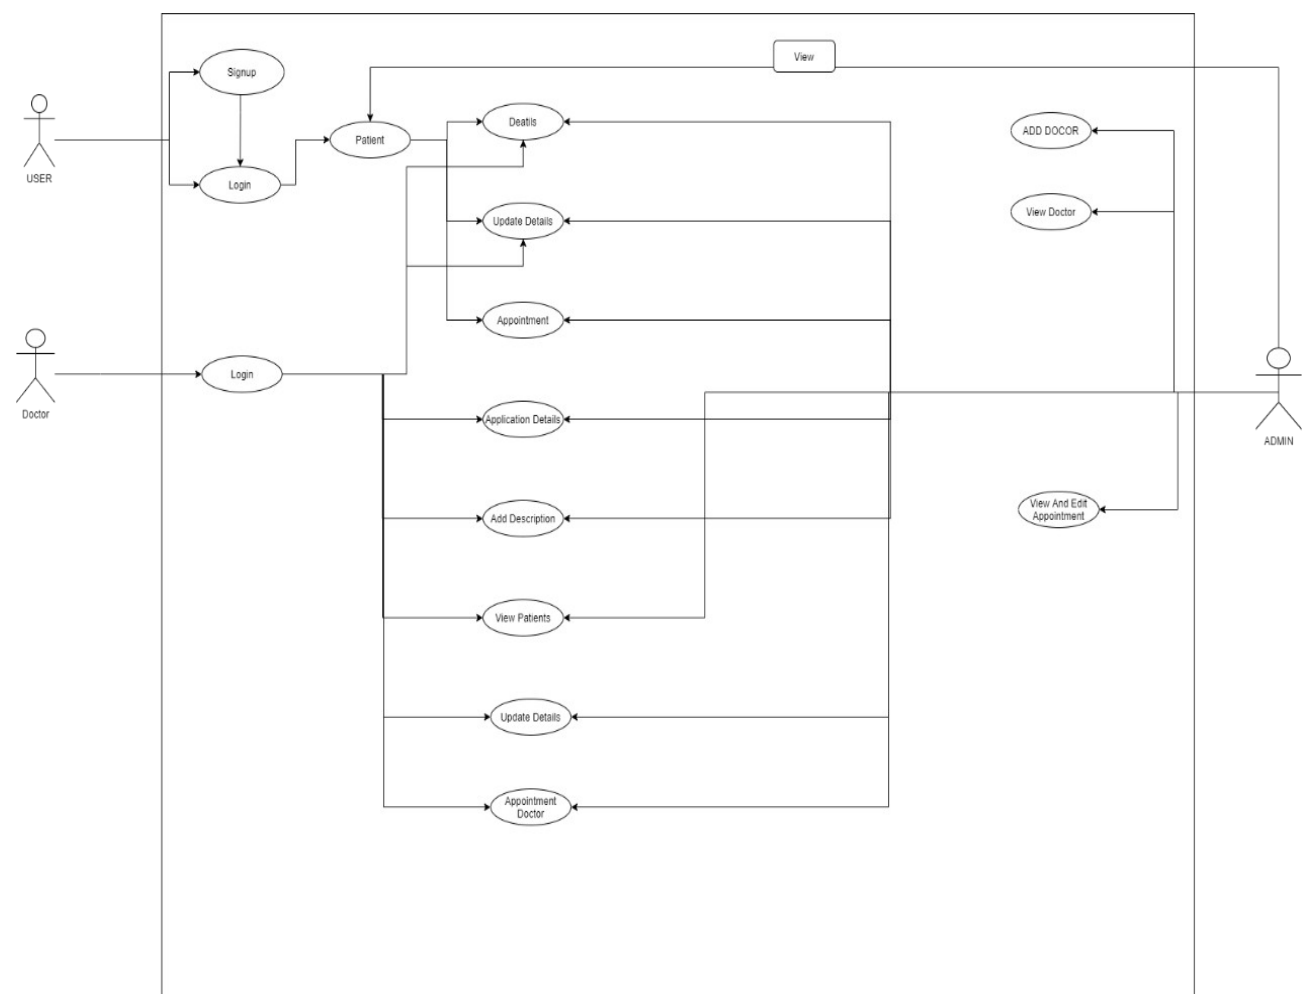 View
Signup
Deatils
ADD DOCOR
Patient
USER
Login
View Doctor
Update Details
Appointment
Login
Doctor
Application Details
ADMIN
View And Edit
Appointment
Add Description
View Patients
Update Details
Appointment
Doctor